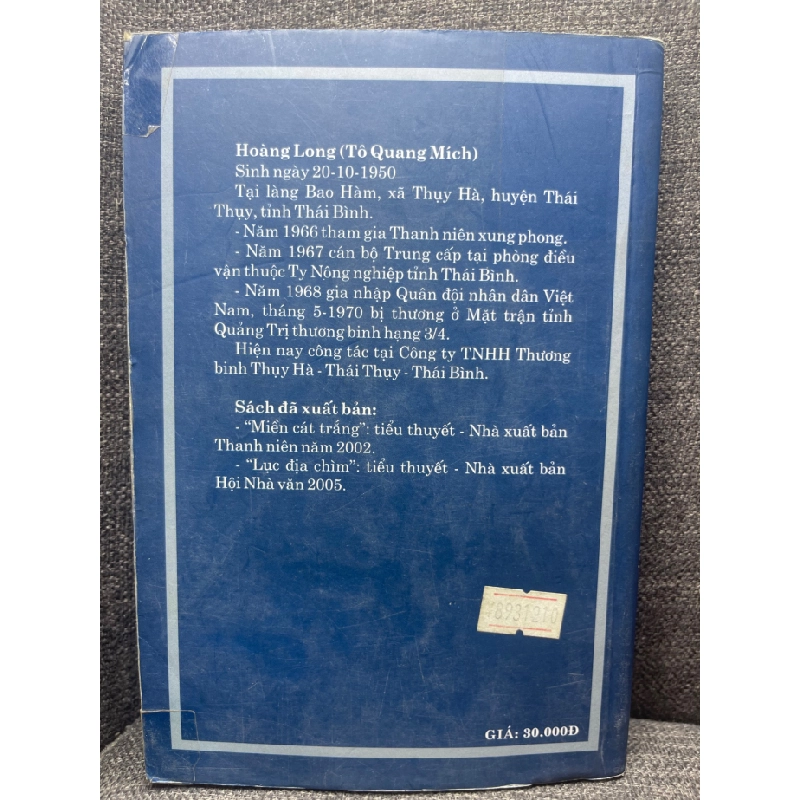 Hoàng Long (Tô Quang Mích)
Sinh ngày 20-10-1950
Tại làng Bao Hàm, xã Thụy Hà, huyện Thái
Thụy, tỉnh Thái Bình.
- Năm 1966 tham gia Thanh niên xung phong.
- Năm 1967 cán bộ Trung cấp tại phòng điều
vận thuộc Ty Nông nghiệp tỉnh Thái Bình.
- Năm 1968 gia nhập Quân đội nhân dân Việt
Nam, tháng 5-1970 bị thương ở Mặt trận tỉnh
Quảng Trị thương binh hạng 3/4.
Hiện nay công tác tại Công ty TNHH Thương
binh Thụy Hà - Thái Thụy - Thái Bình.
Sách đã xuất bản:
- “Miền cát trắng”: tiểu thuyết - Nhà xuất bản
Thanh niên năm 2002.
- “Lục địa chìm”: tiểu thuyết - Nhà xuất bản
Hội Nhà văn 2005.
GIÁ: 30.000Đ